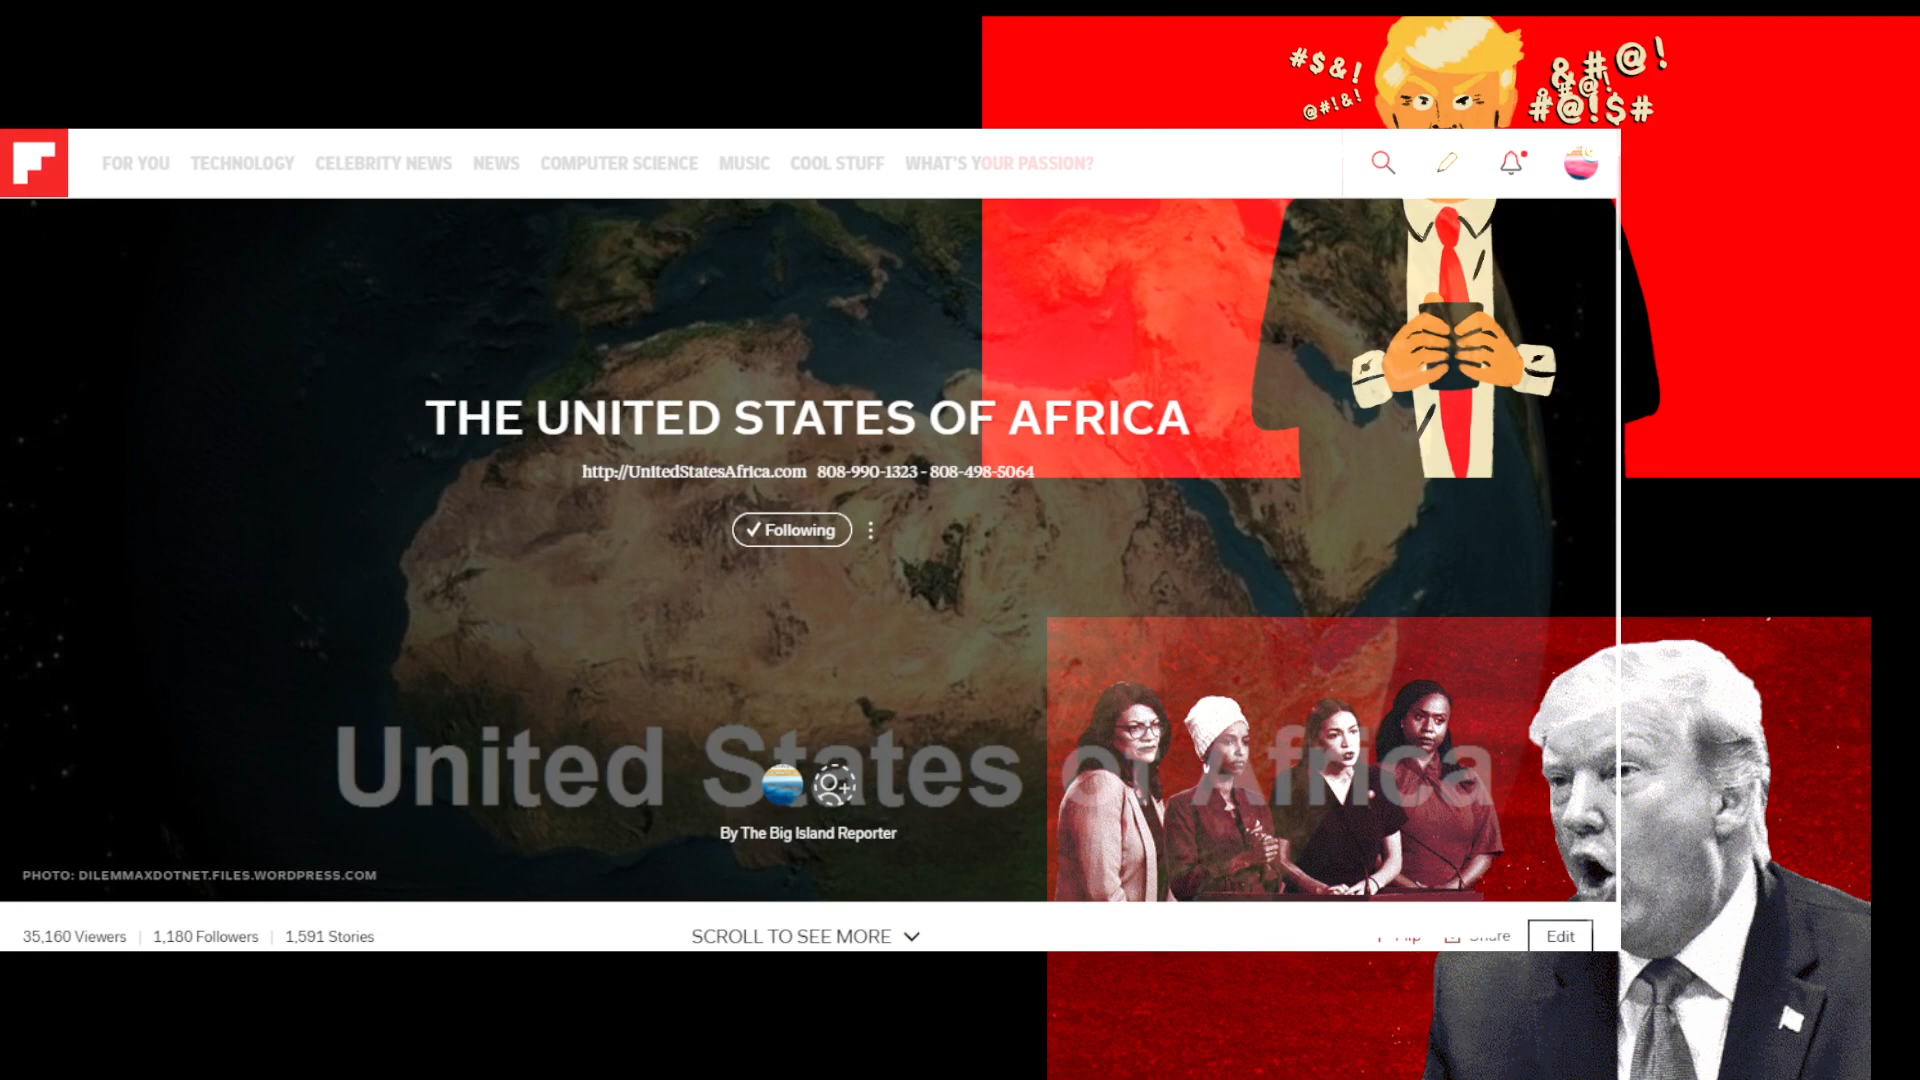 #$&! &#@!
@#!&! #@!
#@!$#
FOR YOU TECHNOLOGY CELEBRITY NEWS NEWS COMPUTER SCIENCE MUSIC COOL STUFF WHAT'S YOUR PASSION?
THE UNITED STATES OF AFRICA
http://UnitedStatesAfrica.com 808-990-1323 - 808-498-5064
Following
United States of Africa
By The Big Island Reporter
PHOTO: DILEMMAXDOTNET.FILES.WORDPRESS.COM
35,160 Viewers | 1,180 Followers | 1,591 Stories SCROLL TO SEE MORE Flip Share Edit